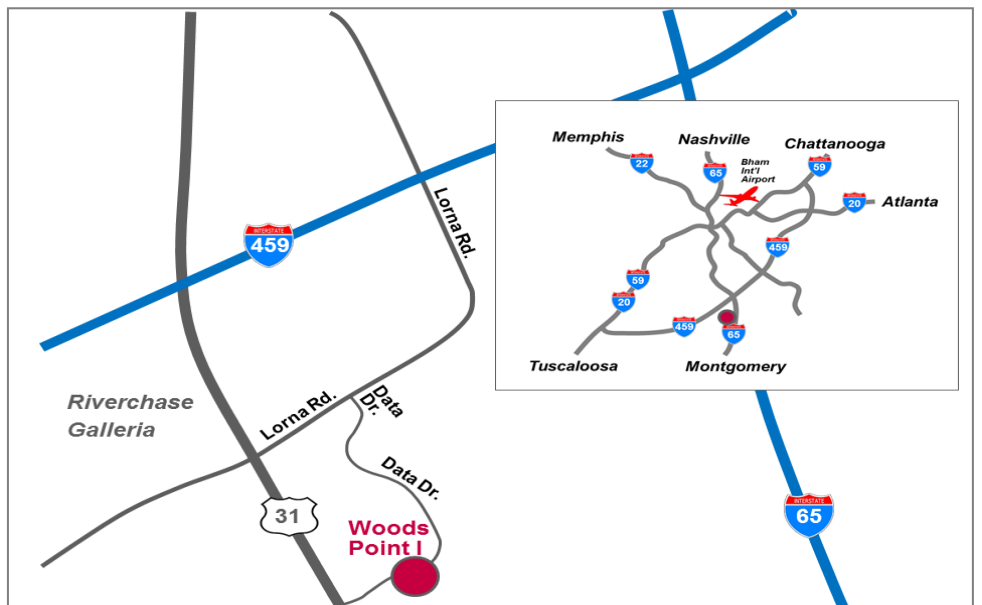 INTERSTATE
459
Lorna Rd.
Riverchase
Galleria
Lorna Rd.
Data
Dr.
Data Dr.
31
Woods
Point I
INTERSTATE
65
Memphis
Nashville
Chattanooga
22
65
Bham
Int'l
Airport
59
20
Atlanta
459
59
20
459
65
Tuscaloosa
Montgomery